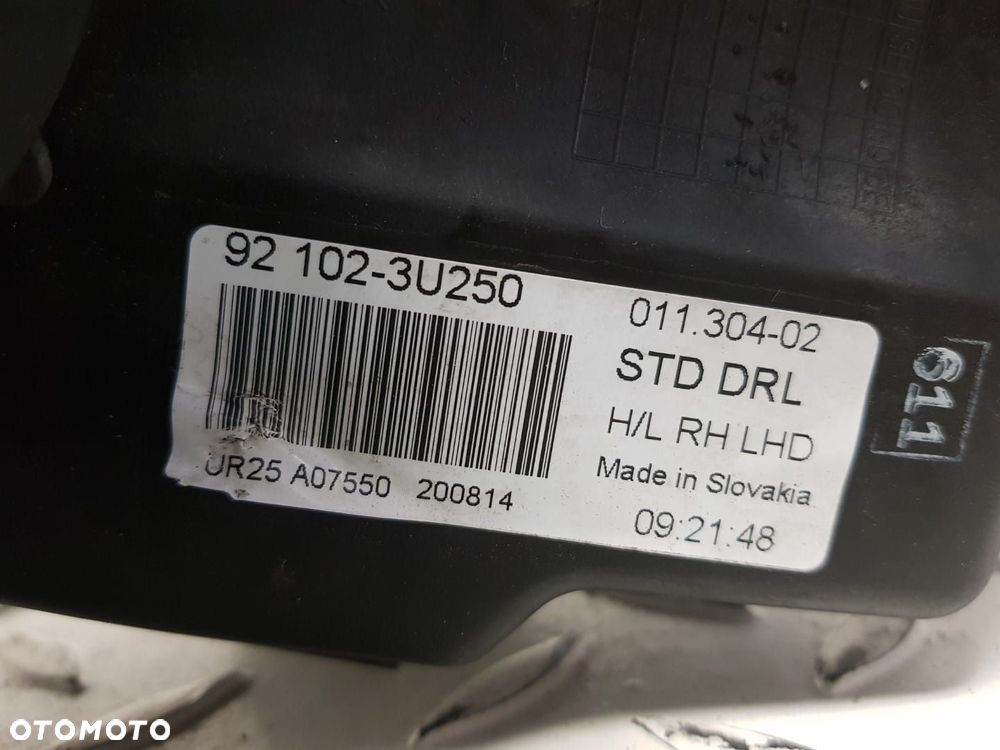 92 102-3U250
011.304-02
STD DRL
H/L RH LHD
Made in Slovakia
UR25 A07550 200814
09:21:48
611
OTOMOTO